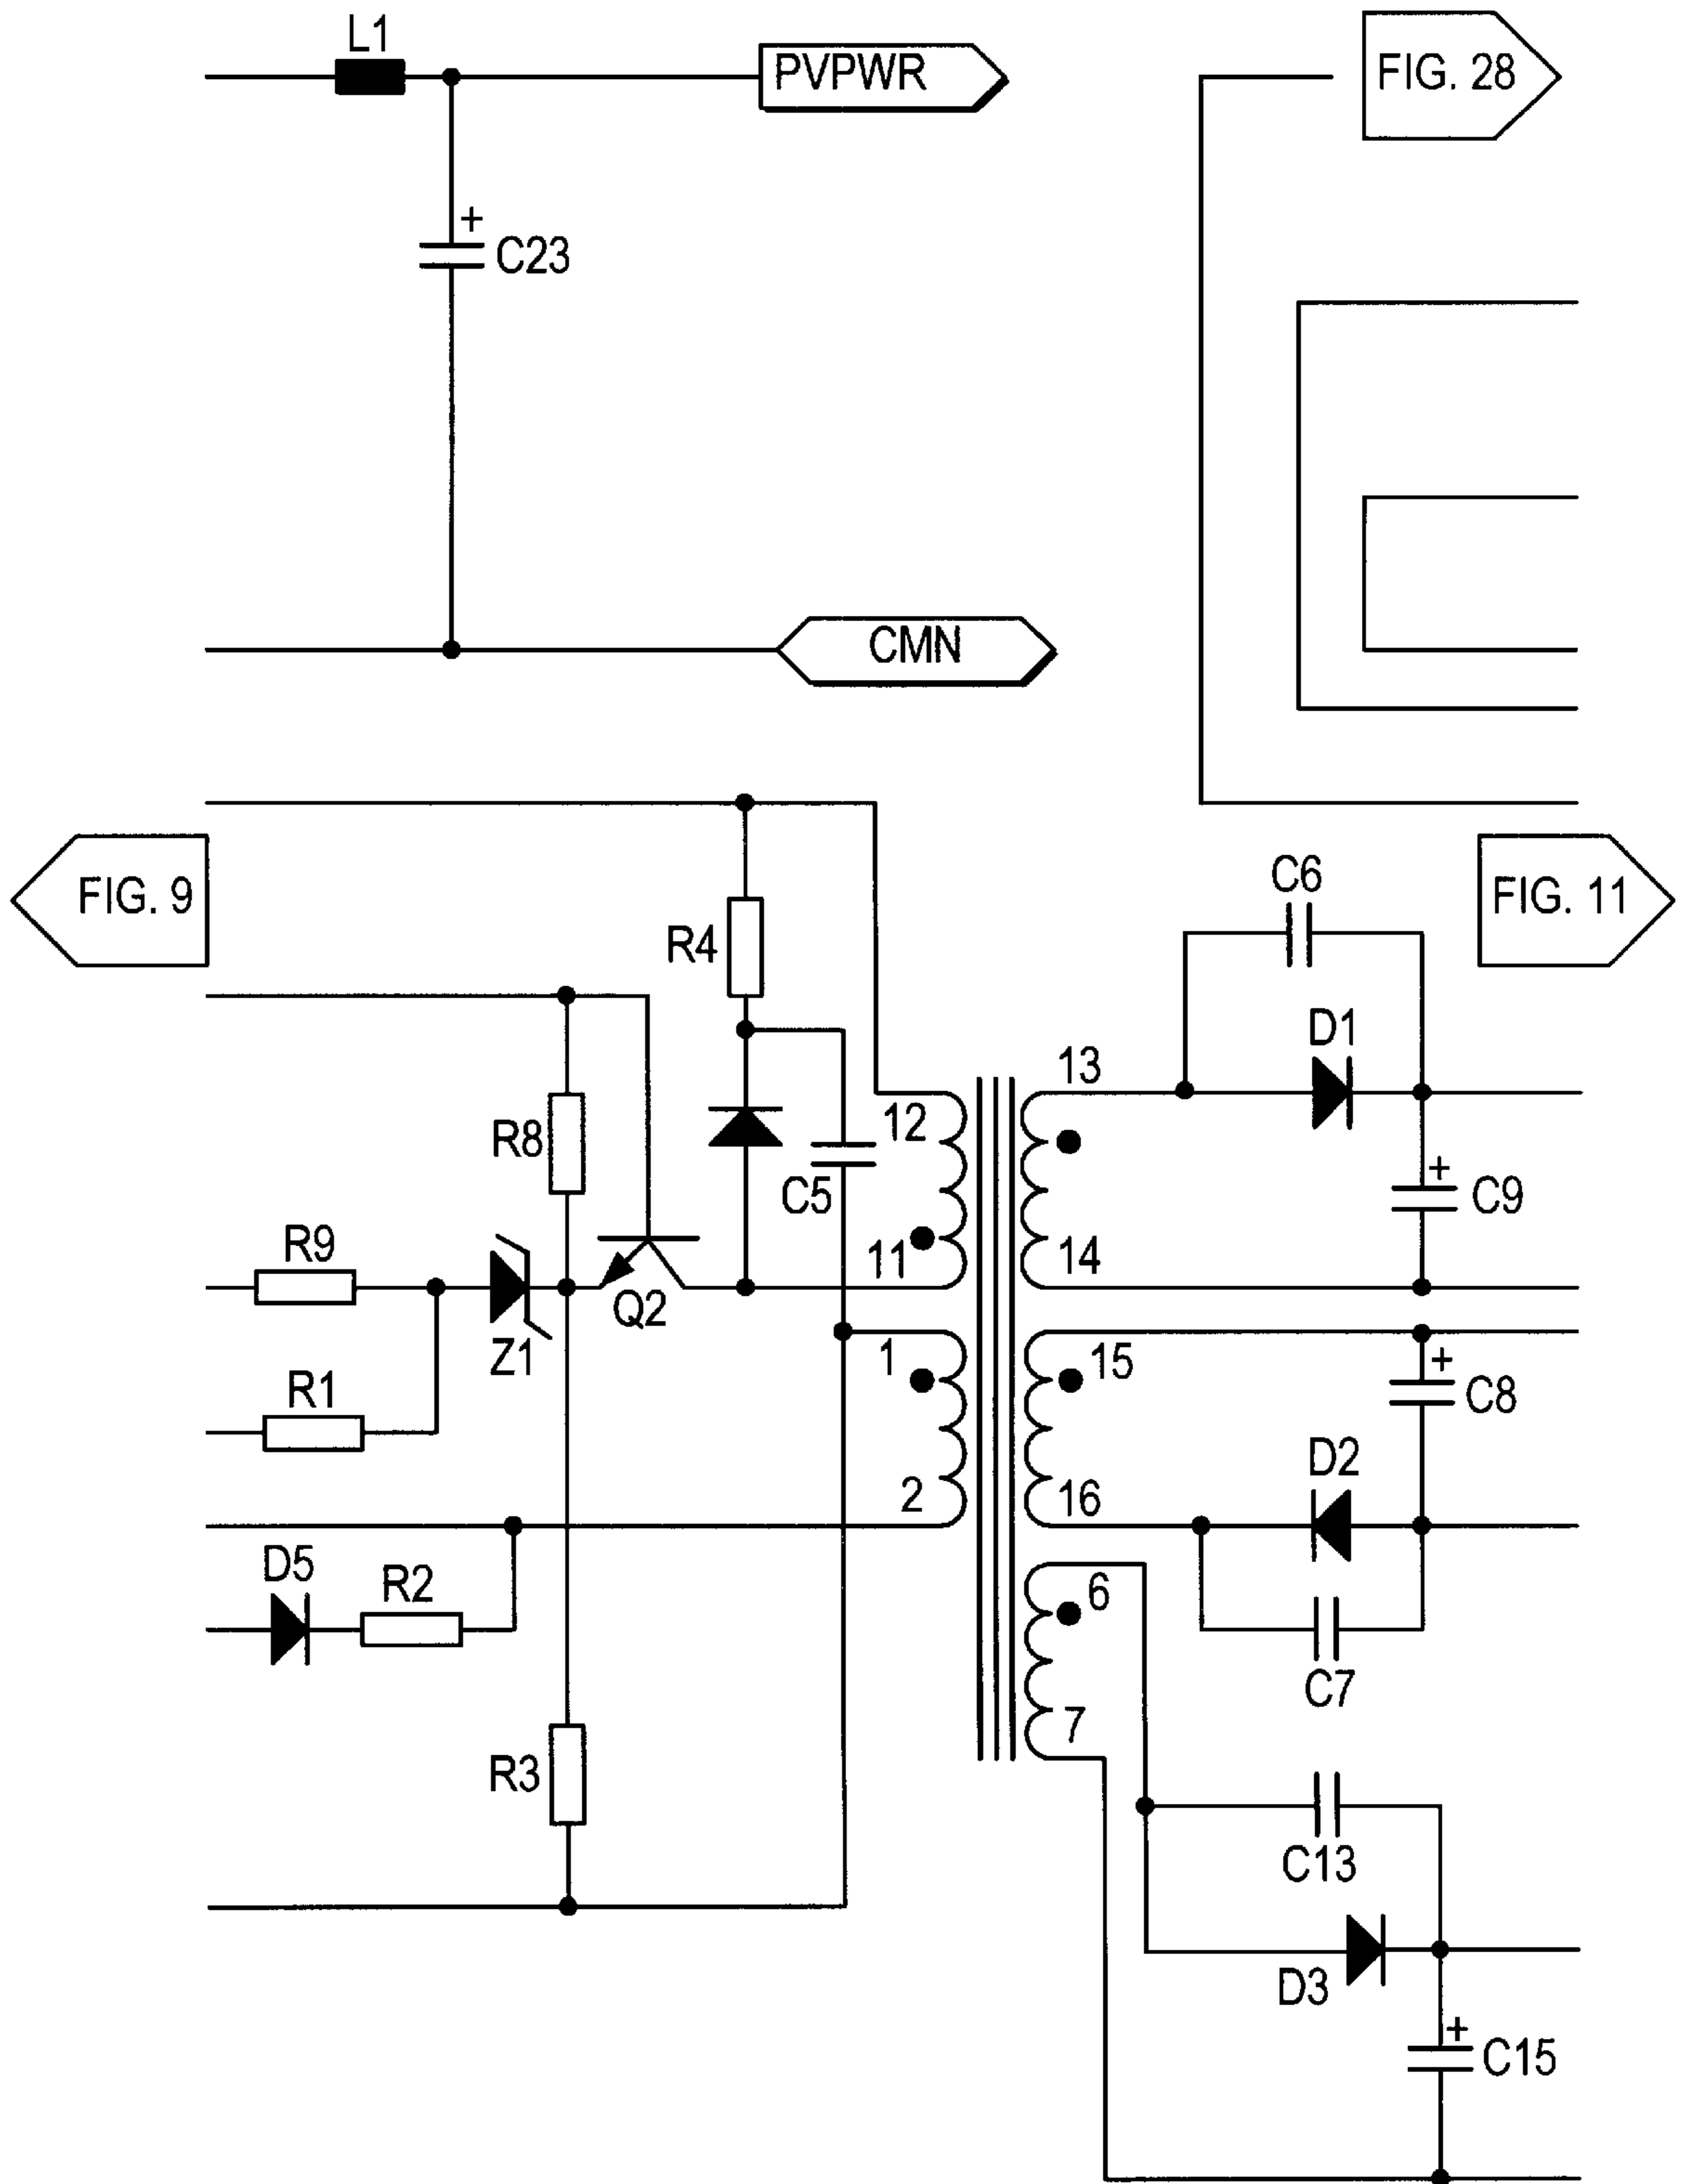 L1
PVPWR
FIG. 28
+
C23
CMN
FIG. 9
C6
FIG. 11
R4
D1
13
12
R8
+
C5
C9
R9
11
14
Q2
Z1
1
15
+
R1
C8
D2
2
16
D5
R2
6
C7
7
R3
C13
D3
+
C15